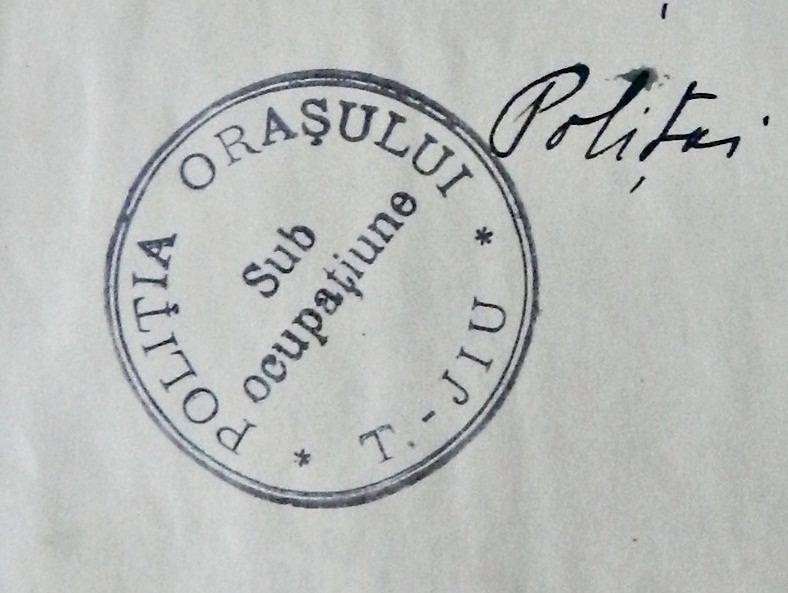 Polițai
POLIȚIA ORAȘULUI
* T.-JIU *
Sub
ocupațiune